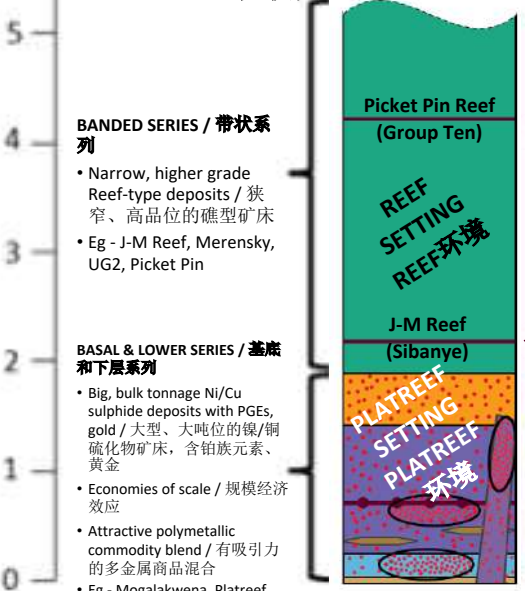 5
4
3
2
1
0
BANDED SERIES / 带状系
列
• Narrow, higher grade
Reef-type deposits / 狭
窄、高品位的礁型矿床
• Eg - J-M Reef, Merensky,
UG2, Picket Pin
BASAL & LOWER SERIES / 基底
和下层系列
• Big, bulk tonnage Ni/Cu
sulphide deposits with PGEs,
gold / 大型、大吨位的镍/铜
硫化物矿床，含铂族元素、
黄金
• Economies of scale / 规模经济
效应
• Attractive polymetallic
commodity blend / 有吸引力
的多金属商品混合
• Eg - Mogalakwena, Platreef
Picket Pin Reef
(Group Ten)
REEF
SETTING
REEF环境
J-M Reef
(Sibanye)
PLATREEF
SETTING
PLATREEF
环境